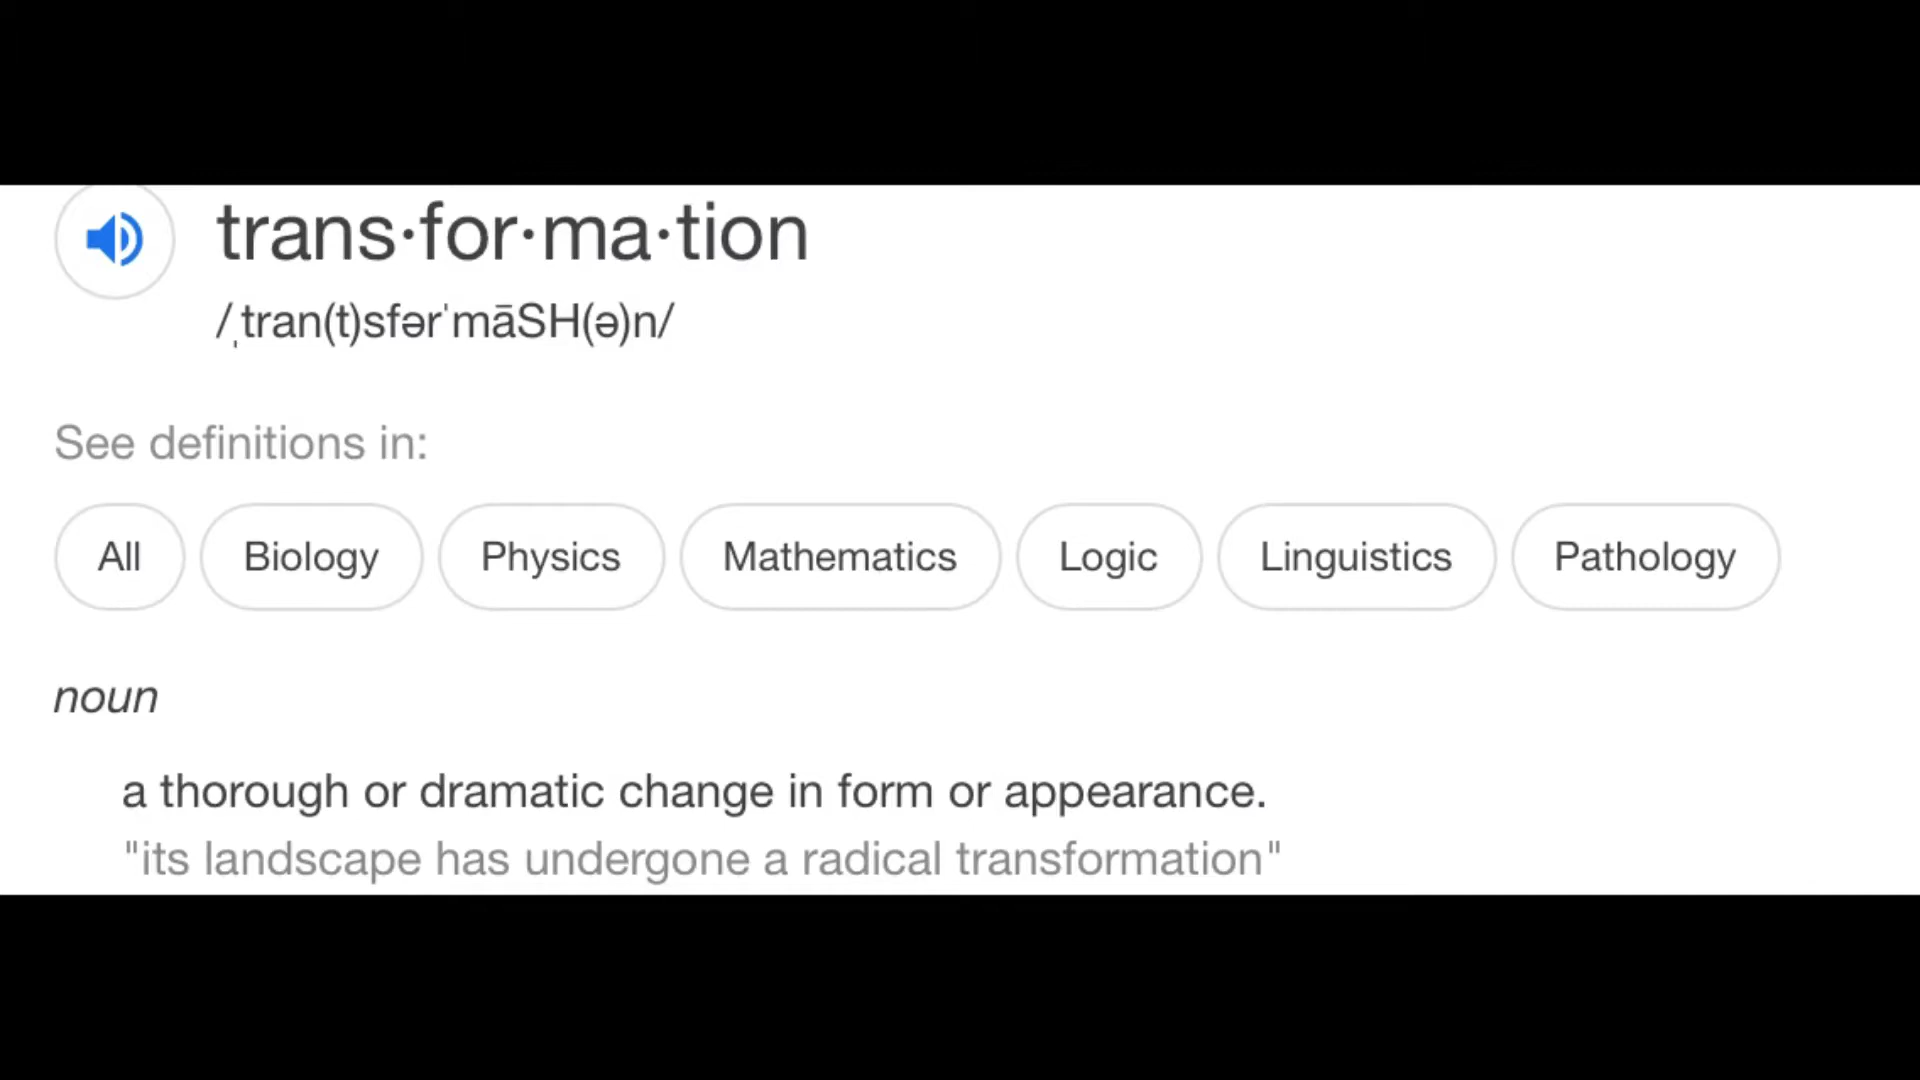 trans·for·ma·tion
/ˌtran(t)sfərˈmāSH(ə)n/
See definitions in:
All Biology Physics Mathematics Logic Linguistics Pathology
noun
a thorough or dramatic change in form or appearance.
"its landscape has undergone a radical transformation"